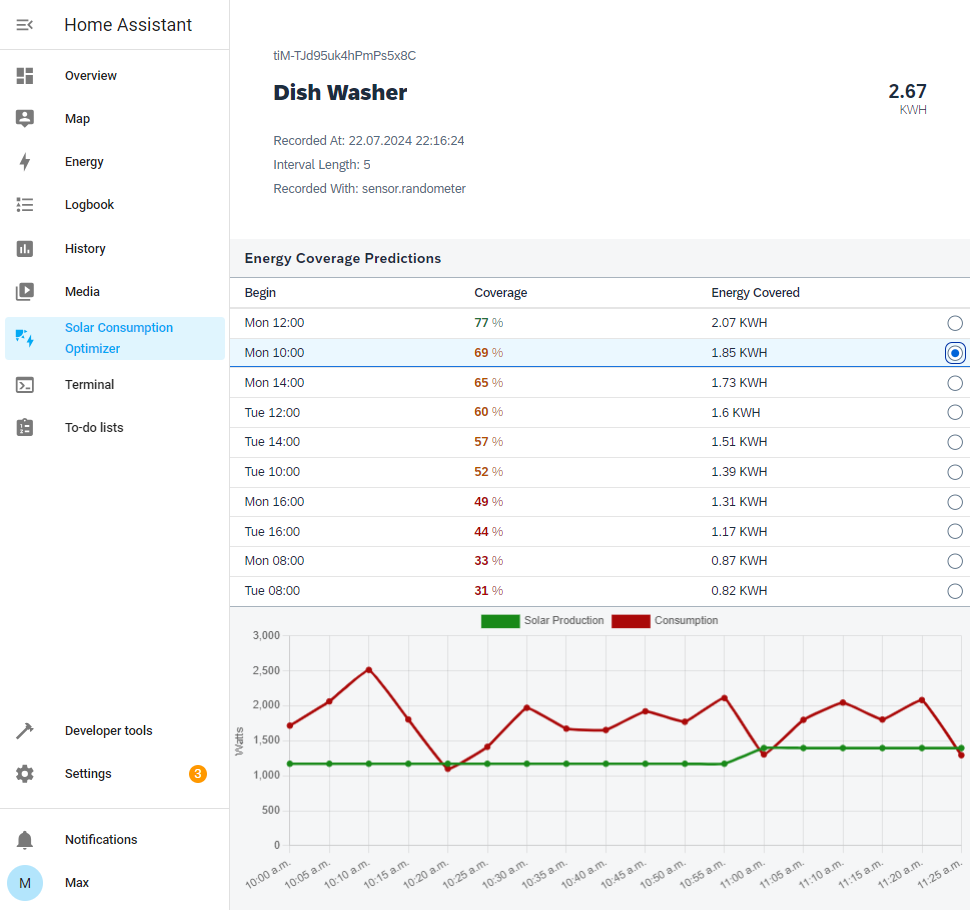 Home Assistant
Overview
Map
Energy
Logbook
History
Media
Solar Consumption
Optimizer
Terminal
To-do lists
Developer tools
Settings 3
Notifications
M Max
tiM-TJd95uk4hPmPs5x8C
Dish Washer
2.67
KWH
Recorded At: 22.07.2024 22:16:24
Interval Length: 5
Recorded With: sensor.randometer
Energy Coverage Predictions
Begin Coverage Energy Covered
Mon 12:00 77 % 2.07 KWH
Mon 10:00 69 % 1.85 KWH
Mon 14:00 65 % 1.73 KWH
Tue 12:00 60 % 1.6 KWH
Tue 14:00 57 % 1.51 KWH
Tue 10:00 52 % 1.39 KWH
Mon 16:00 49 % 1.31 KWH
Tue 16:00 44 % 1.17 KWH
Mon 08:00 33 % 0.87 KWH
Tue 08:00 31 % 0.82 KWH
Solar Production Consumption
3,000
2,500
2,000
1,500
1,000
500
0
Watts
10:00 a.m. 10:05 a.m. 10:10 a.m. 10:15 a.m. 10:20 a.m. 10:25 a.m. 10:30 a.m. 10:35 a.m. 10:40 a.m. 10:45 a.m. 10:50 a.m. 10:55 a.m. 11:00 a.m. 11:05 a.m. 11:10 a.m. 11:15 a.m. 11:20 a.m. 11:25 a.m.